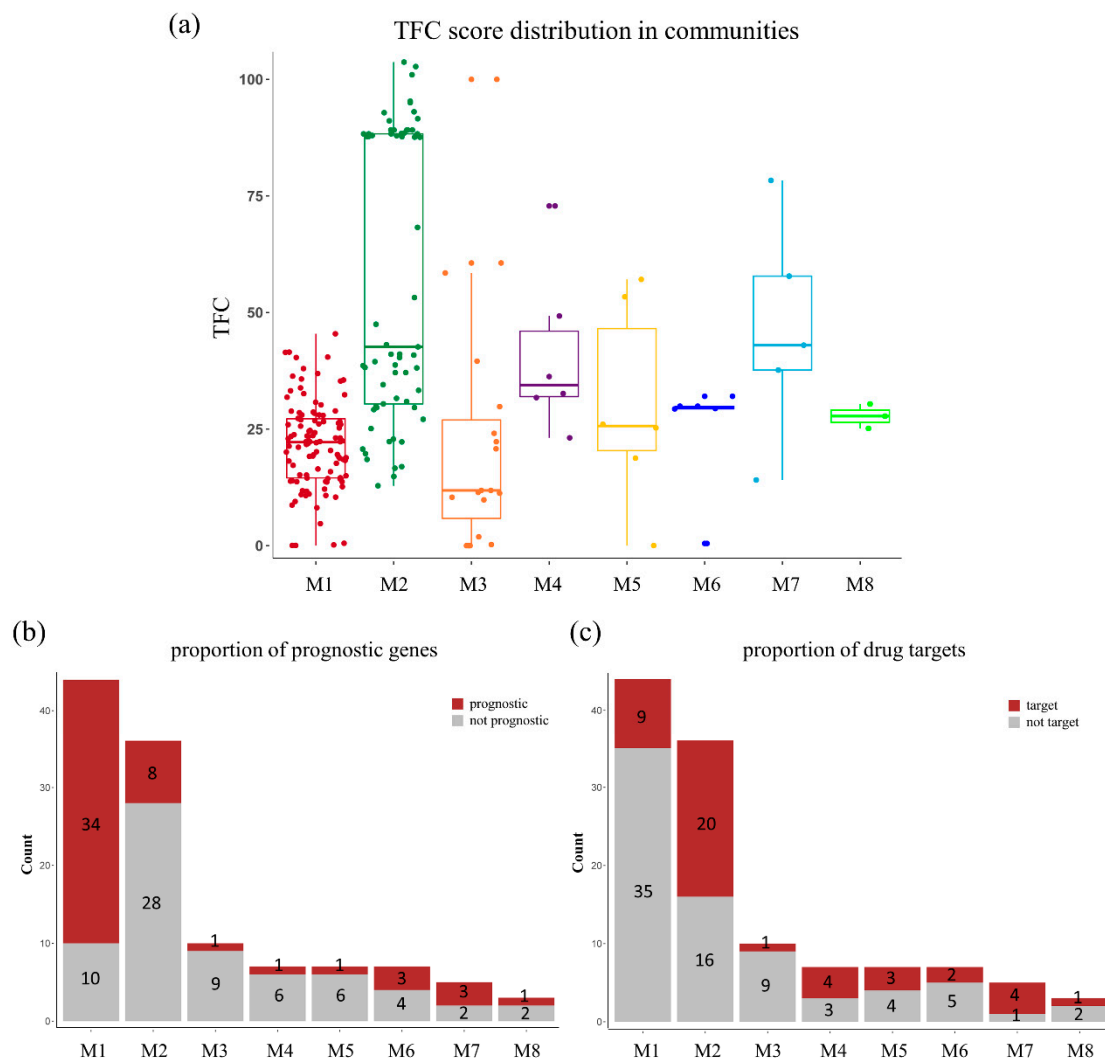 (a)
TFC score distribution in communities
100
75
50
25
0
TFC
M1 M2 M3 M4 M5 M6 M7 M8
(b)
proportion of prognostic genes
prognostic
not prognostic
40
30
20
10
0
Count
34
10
8
28
1
9
1
6
1
6
3
4
3
2
1
2
M1 M2 M3 M4 M5 M6 M7 M8
(c)
proportion of drug targets
target
not target
40
30
20
10
0
Count
9
35
20
16
1
9
4
3
3
4
2
5
4
1
1
2
M1 M2 M3 M4 M5 M6 M7 M8